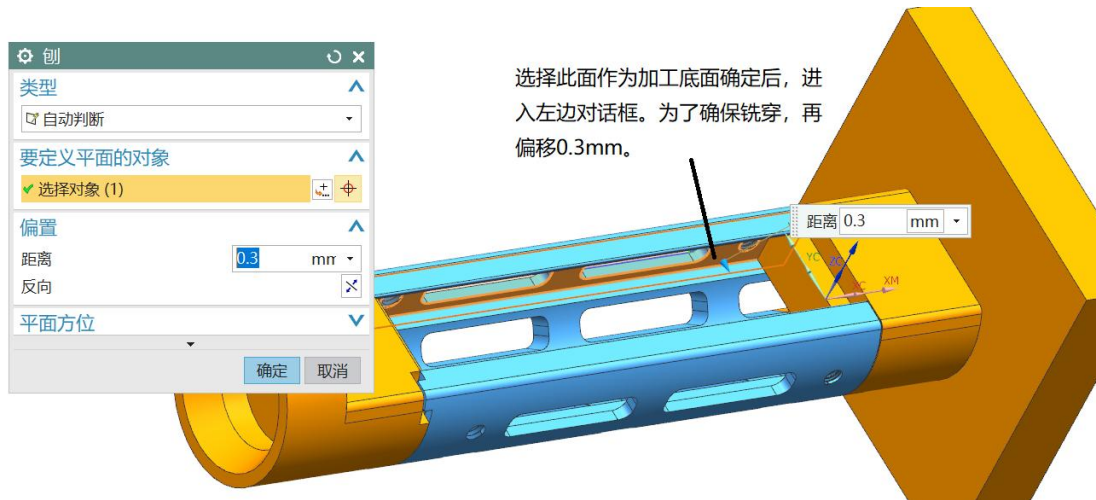 刨
类型
自动判断
要定义平面的对象
选择对象 (1)
偏置
距离 0.3 mm
反向
平面方位
确定 取消
选择此面作为加工底面确定后，进
入左边对话框。为了确保铣穿，再
偏移0.3mm。
距离 0.3 mm
YC ZC
XC XM